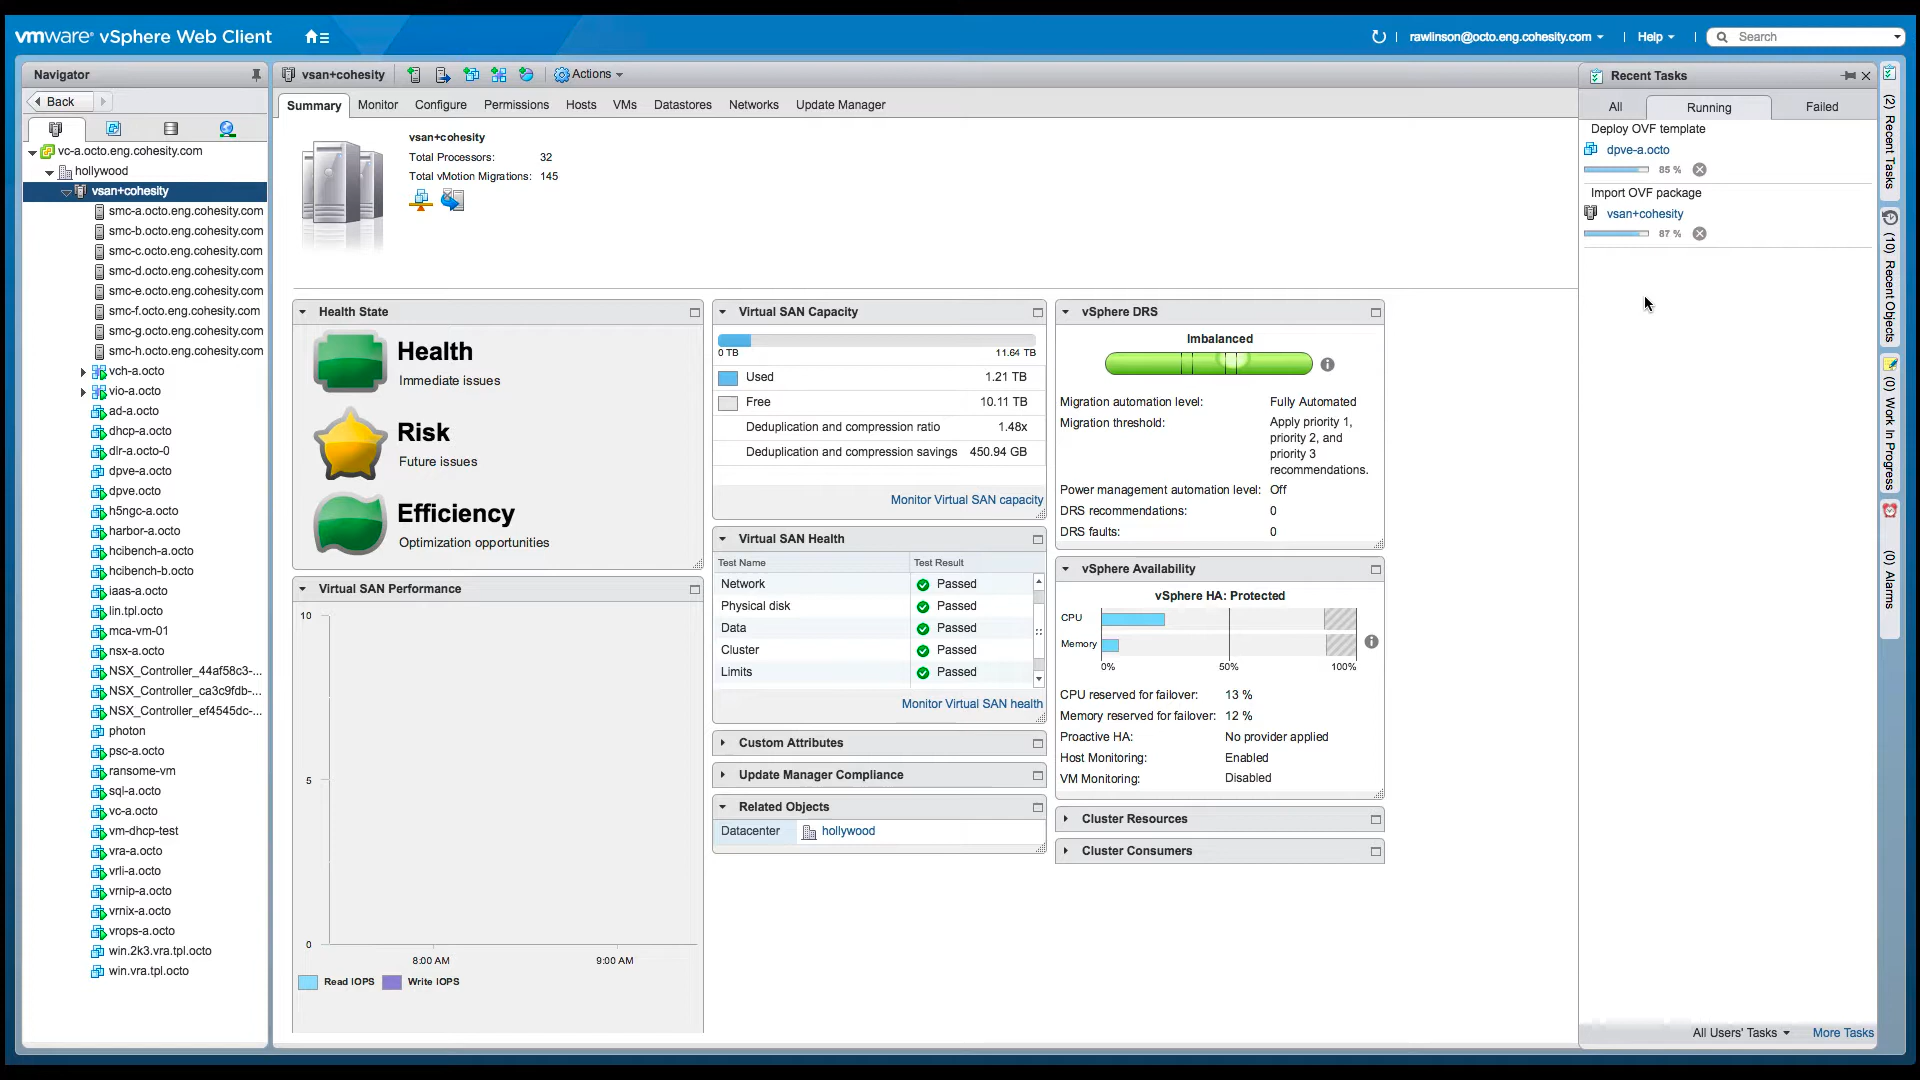 vmware® vSphere Web Client
rawlinson@octo.eng.cohesity.com
Help
Search
Navigator
Back
vc-a.octo.eng.cohesity.com
hollywood
vsan+cohesity
smc-a.octo.eng.cohesity.com
smc-b.octo.eng.cohesity.com
smc-c.octo.eng.cohesity.com
smc-d.octo.eng.cohesity.com
smc-e.octo.eng.cohesity.com
smc-f.octo.eng.cohesity.com
smc-g.octo.eng.cohesity.com
smc-h.octo.eng.cohesity.com
vch-a.octo
vio-a.octo
ad-a.octo
dhcp-a.octo
dlr-a.octo-0
dpve-a.octo
dpve.octo
h5ngc-a.octo
harbor-a.octo
hcibench-a.octo
hcibench-b.octo
iaas-a.octo
lin.tpl.octo
mca-vm-01
nsx-a.octo
NSX_Controller_44af58c3-...
NSX_Controller_ca3c9fdb-...
NSX_Controller_ef4545dc-...
photon
psc-a.octo
ransome-vm
sql-a.octo
vc-a.octo
vm-dhcp-test
vra-a.octo
vrli-a.octo
vrnip-a.octo
vrnix-a.octo
vrops-a.octo
win.2k3.vra.tpl.octo
win.vra.tpl.octo
vsan+cohesity
Actions
Summary Monitor Configure Permissions Hosts VMs Datastores Networks Update Manager
vsan+cohesity
Total Processors: 32
Total vMotion Migrations: 145
Health State
Health
Immediate issues
Risk
Future issues
Efficiency
Optimization opportunities
Virtual SAN Performance
10
5
0
8:00 AM 9:00 AM
Read IOPS Write IOPS
Virtual SAN Capacity
0 TB 11.64 TB
Used 1.21 TB
Free 10.11 TB
Deduplication and compression ratio 1.48x
Deduplication and compression savings 450.94 GB
Monitor Virtual SAN capacity
Virtual SAN Health
Test Name Test Result
Network Passed
Physical disk Passed
Data Passed
Cluster Passed
Limits Passed
Monitor Virtual SAN health
Custom Attributes
Update Manager Compliance
Related Objects
Datacenter hollywood
vSphere DRS
Imbalanced
Migration automation level: Fully Automated
Migration threshold: Apply priority 1,
priority 2, and
priority 3
recommendations.
Power management automation level: Off
DRS recommendations: 0
DRS faults: 0
vSphere Availability
vSphere HA: Protected
CPU
Memory
0% 50% 100%
CPU reserved for failover: 13 %
Memory reserved for failover: 12 %
Proactive HA: No provider applied
Host Monitoring: Enabled
VM Monitoring: Disabled
Cluster Resources
Cluster Consumers
Recent Tasks
All Running Failed
Deploy OVF template
dpve-a.octo
85 %
Import OVF package
vsan+cohesity
87 %
All Users' Tasks More Tasks
(2) Recent Tasks
(10) Recent Objects
(0) Work In Progress
(0) Alarms